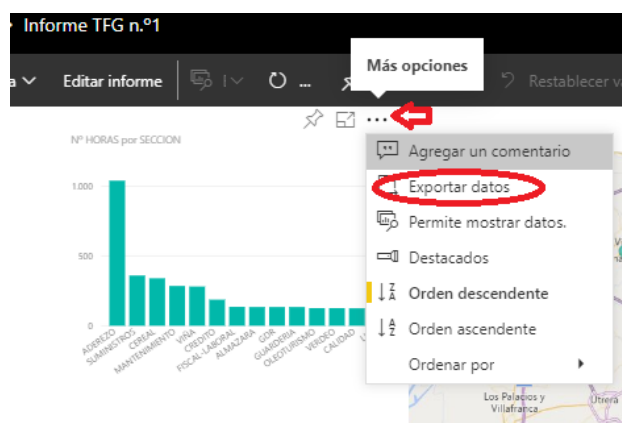 Informe TFG n.º1
Más opciones
a Editar informe ... Restablecer v
Nº HORAS por SECCION
...
Agregar un comentario
1.000
Exportar datos
Permite mostrar datos.
500
Destacados
Orden descendente
0
Orden ascendente
ADEREZO
SUMINISTROS
CEREAL
MANTENIMIENTO
VIÑA
CREDITO
FISCAL-LABORAL
ALMAZARA
GDR
GUARDERIA
OLEOTURISMO
VERDEO
CALIDAD
Ordenar por
Los Palacios y
Villafranca
Utrera